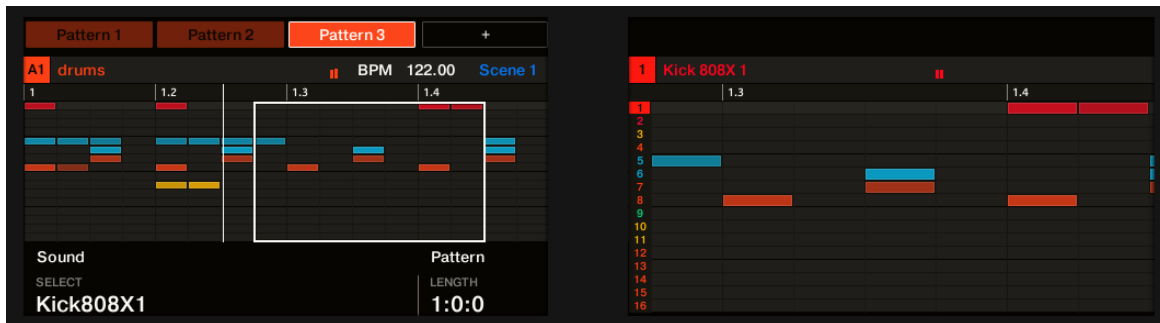 Pattern 1 Pattern 2 Pattern 3 +
A1 drums BPM 122.00 Scene 1
1 1.2 1.3 1.4
Sound Pattern
SELECT LENGTH
Kick808X1 1:0:0
1 Kick 808X 1
1.3 1.4
1
2
3
4
5
6
7
8
9
10
11
12
13
14
15
16